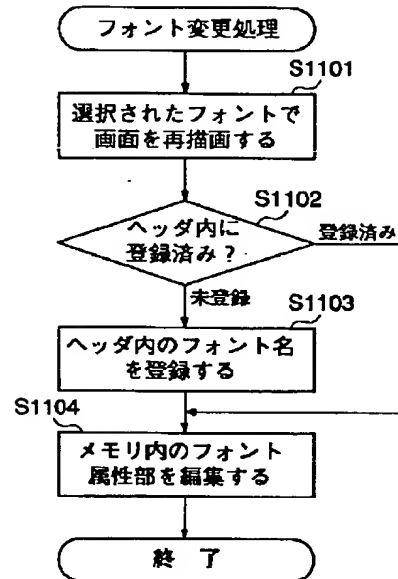 フォント変更処理
S1101
選択されたフォントで
画面を再描画する
S1102
ヘッダ内に
登録済み?
登録済み
未登録
S1103
ヘッダ内のフォント名
を登録する
S1104
メモリ内のフォント
属性部を編集する
終了